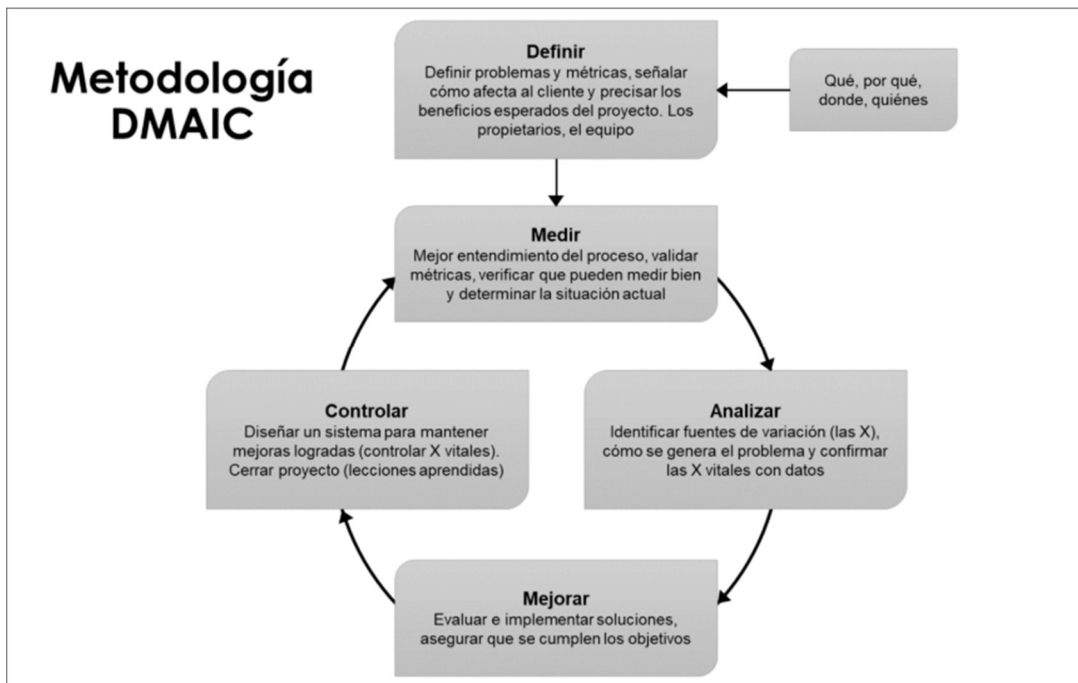 Metodología
DMAIC
Definir
Definir problemas y métricas, señalar
cómo afecta al cliente y precisar los
beneficios esperados del proyecto. Los
propietarios, el equipo
Qué, por qué,
donde, quiénes
Medir
Mejor entendimiento del proceso, validar
métricas, verificar que pueden medir bien
y determinar la situación actual
Controlar
Diseñar un sistema para mantener
mejoras logradas (controlar X vitales).
Cerrar proyecto (lecciones aprendidas)
Analizar
Identificar fuentes de variación (las X),
cómo se genera el problema y confirmar
las X vitales con datos
Mejorar
Evaluar e implementar soluciones,
asegurar que se cumplen los objetivos